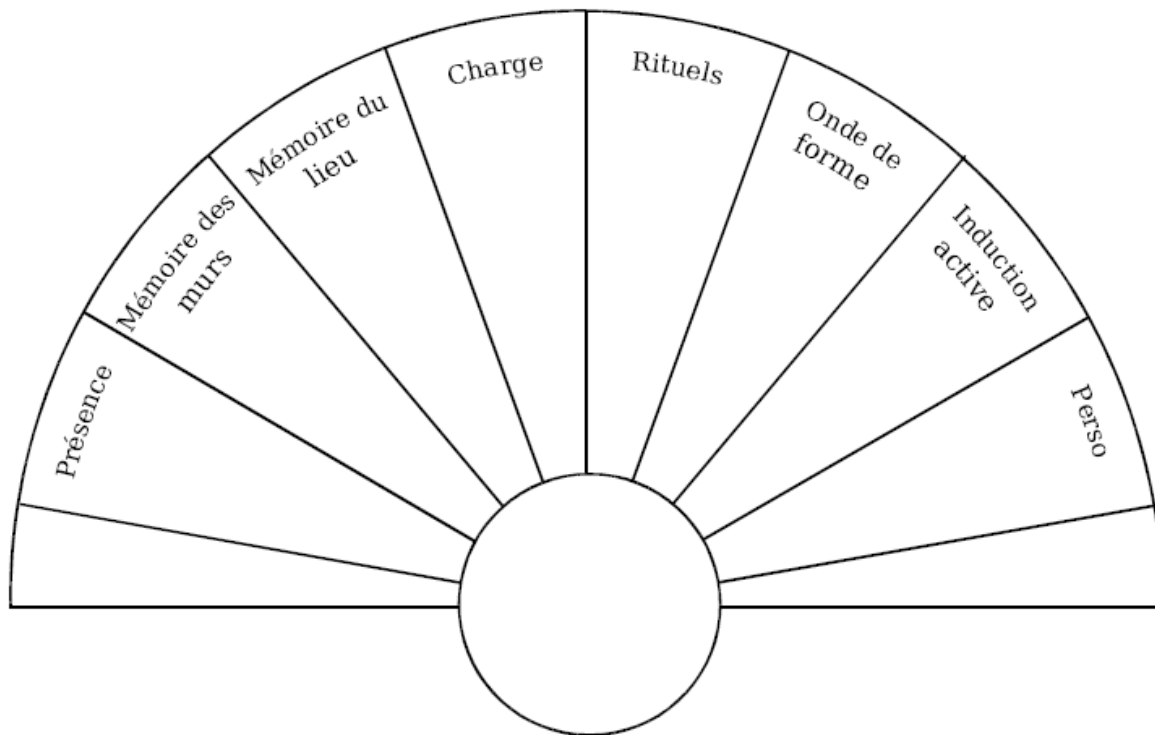 Présence
Mémoire des
murs
Mémoire du
lieu
Charge
Rituels
Onde de
forme
Induction
active
Perso